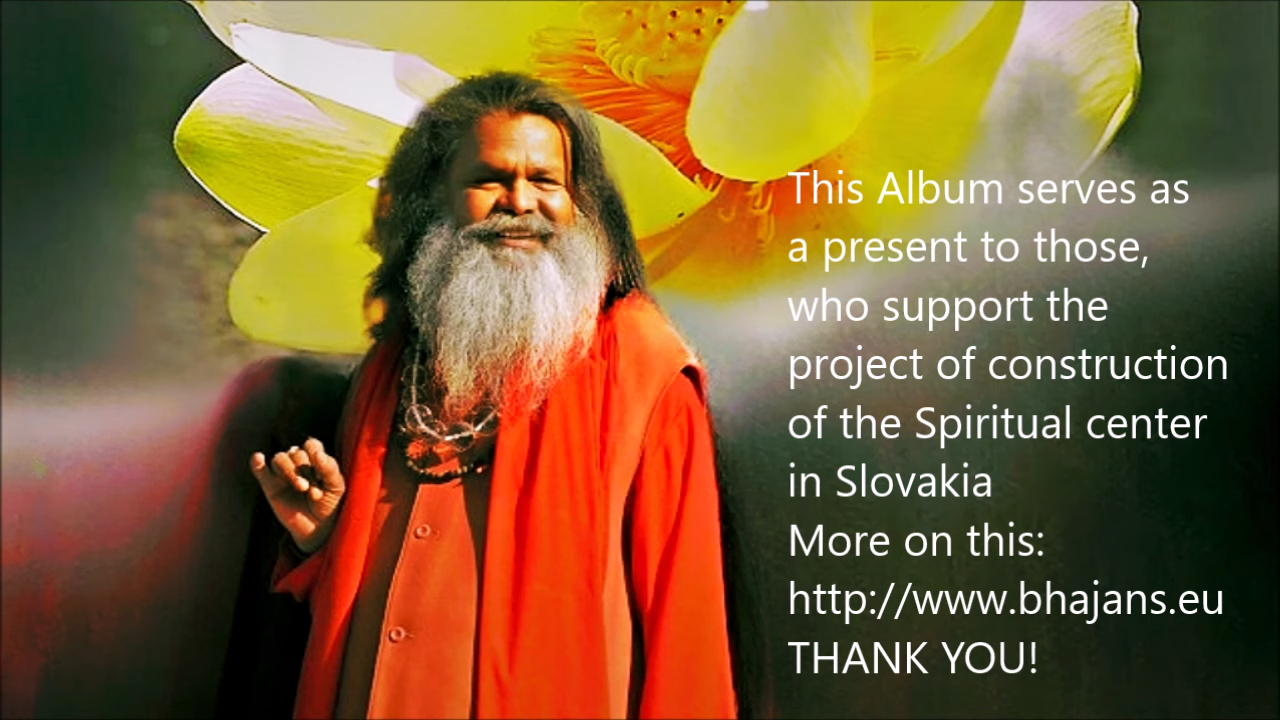 This Album serves as
a present to those,
who support the
project of construction
of the Spiritual center
in Slovakia
More on this:
http://www.bhajans.eu
THANK YOU!